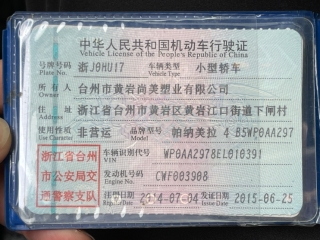 中华人民共和国机动车行驶证
Vehicle License of the People's Republic of China
号牌号码 浙J0HU17 车辆类型 小型轿车
Plate No. Vehicle Type
所有人 台州市黄岩尚美塑业有限公司
Owner
住址 浙江省台州市黄岩区黄岩江口街道下闸村
Address
使用性质 非营运 品牌型号 帕纳美拉 4.8SWP0AA297
Use Character Model
浙江省台州市公安局交通警察支队
车辆识别代号 WP0AA2978EL010391
VIN
发动机号码 CWF003908
Engine No.
注册日期 2014-07-04 发证日期 2015-06-25
Register Date Issue Date